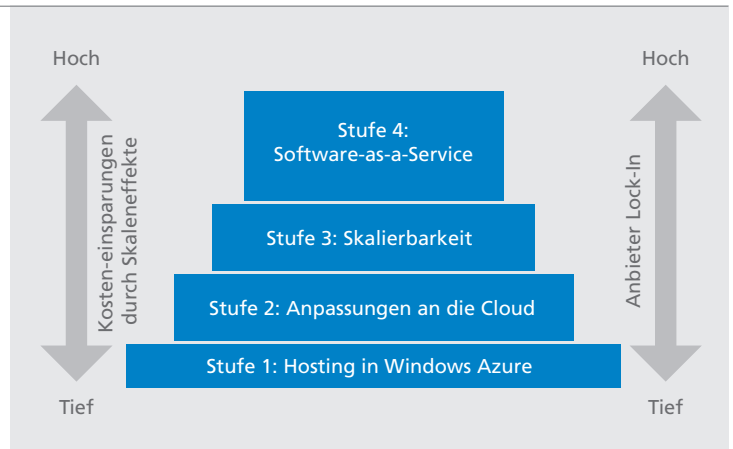 Hoch
Hoch
Stufe 4:
Software-as-a-Service
Kosten-einsparungen
durch Skaleneffekte
Anbieter Lock-In
Stufe 3: Skalierbarkeit
Stufe 2: Anpassungen an die Cloud
Stufe 1: Hosting in Windows Azure
Tief
Tief